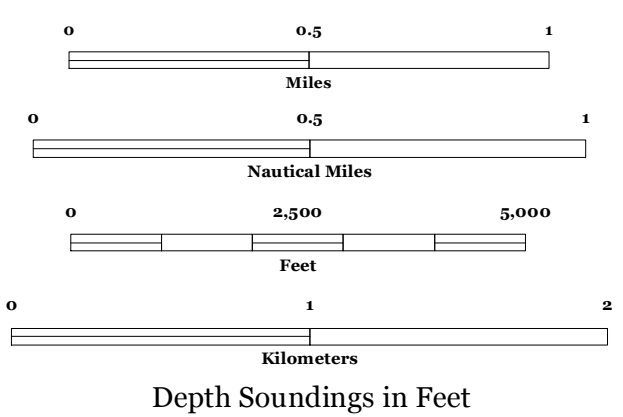 0 0.5 1
Miles
0 0.5 1
Nautical Miles
0 2,500 5,000
Feet
0 1 2
Kilometers
Depth Soundings in Feet